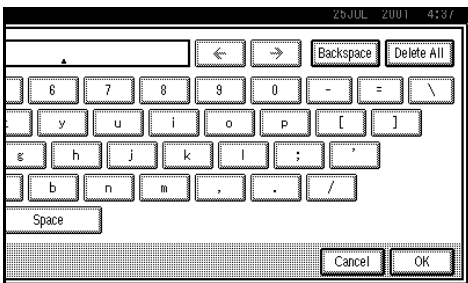 25JUL 2001 4:37
← → Backspace Delete All
6 7 8 9 0 - = \
y u i o p [ ]
g h j k l ; '
b n m , . /
Space
Cancel OK